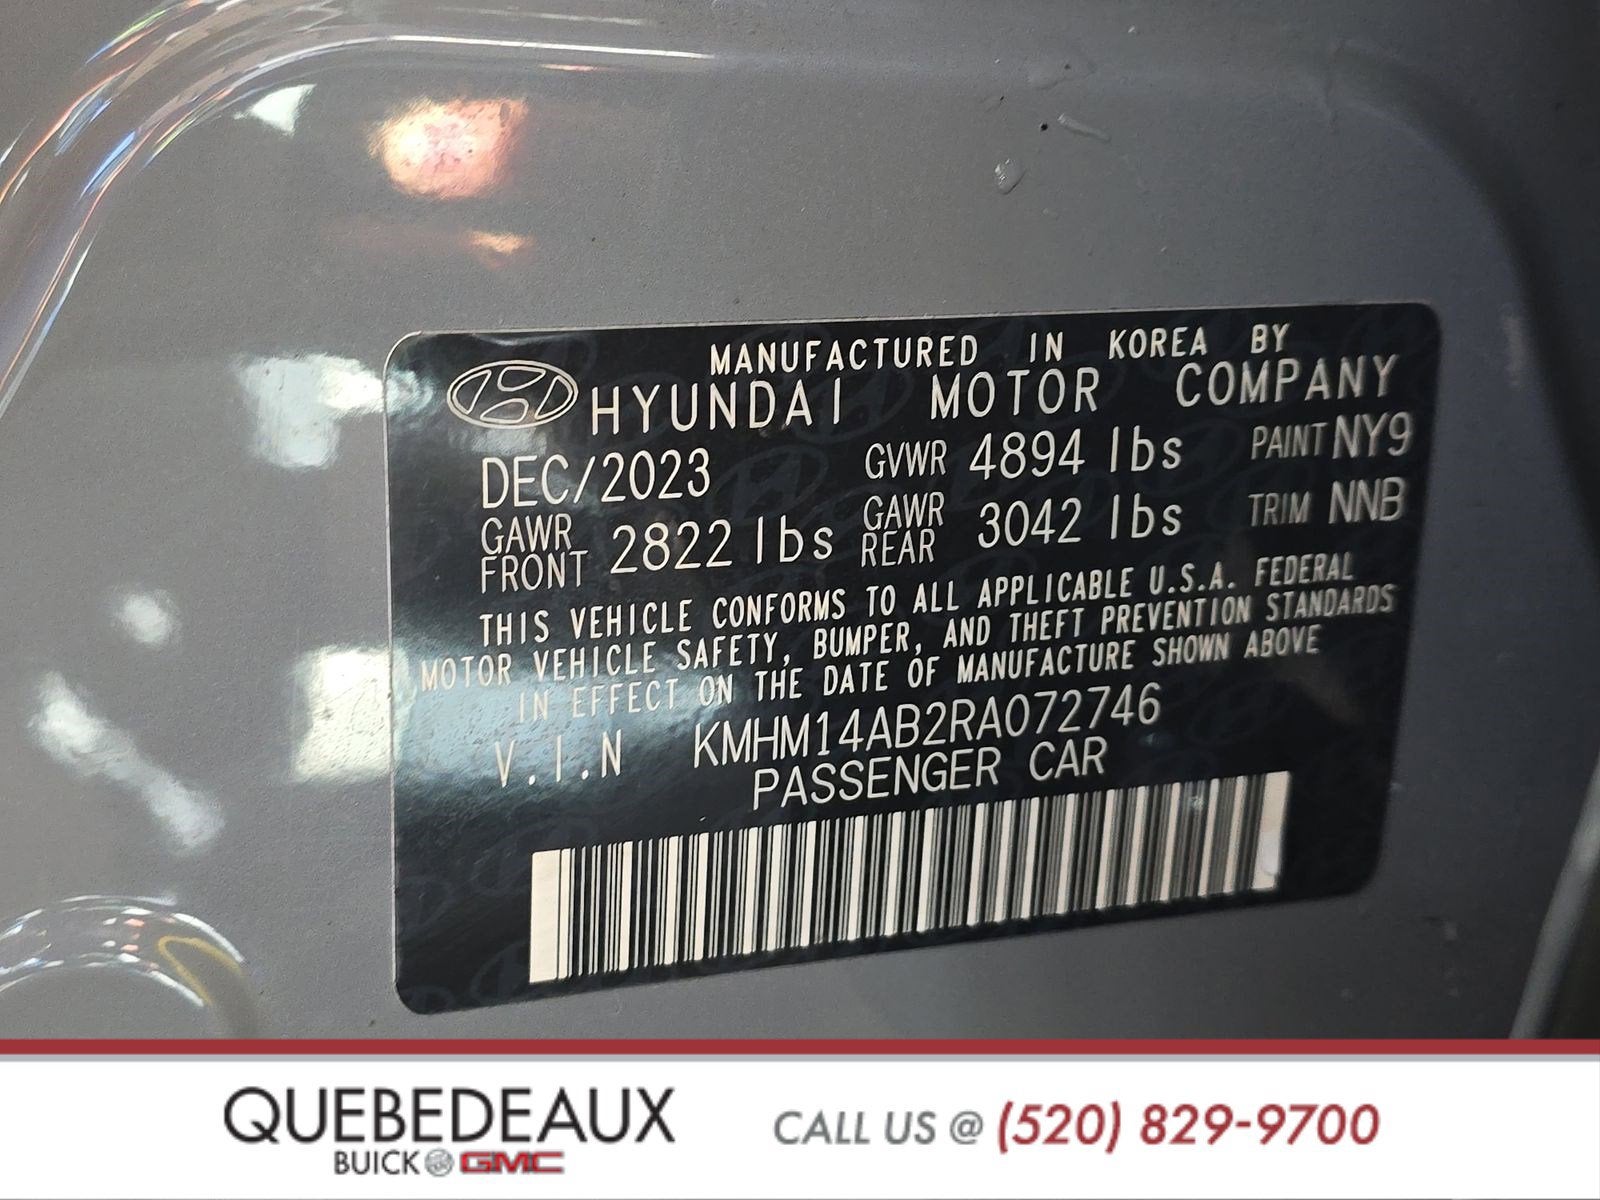 MANUFACTURED IN KOREA BY
HYUNDAI MOTOR COMPANY
DEC/2023 GVWR 4894 lbs PAINT NY9
GAWR FRONT 2822 lbs GAWR REAR 3042 lbs TRIM NNB
THIS VEHICLE CONFORMS TO ALL APPLICABLE U.S.A. FEDERAL
MOTOR VEHICLE SAFETY, BUMPER, AND THEFT PREVENTION STANDARDS
IN EFFECT ON THE DATE OF MANUFACTURE SHOWN ABOVE
V.I.N KMHM14AB2RA072746
PASSENGER CAR
QUEBEDEAUX
BUICK GMC
CALL US @ (520) 829-9700